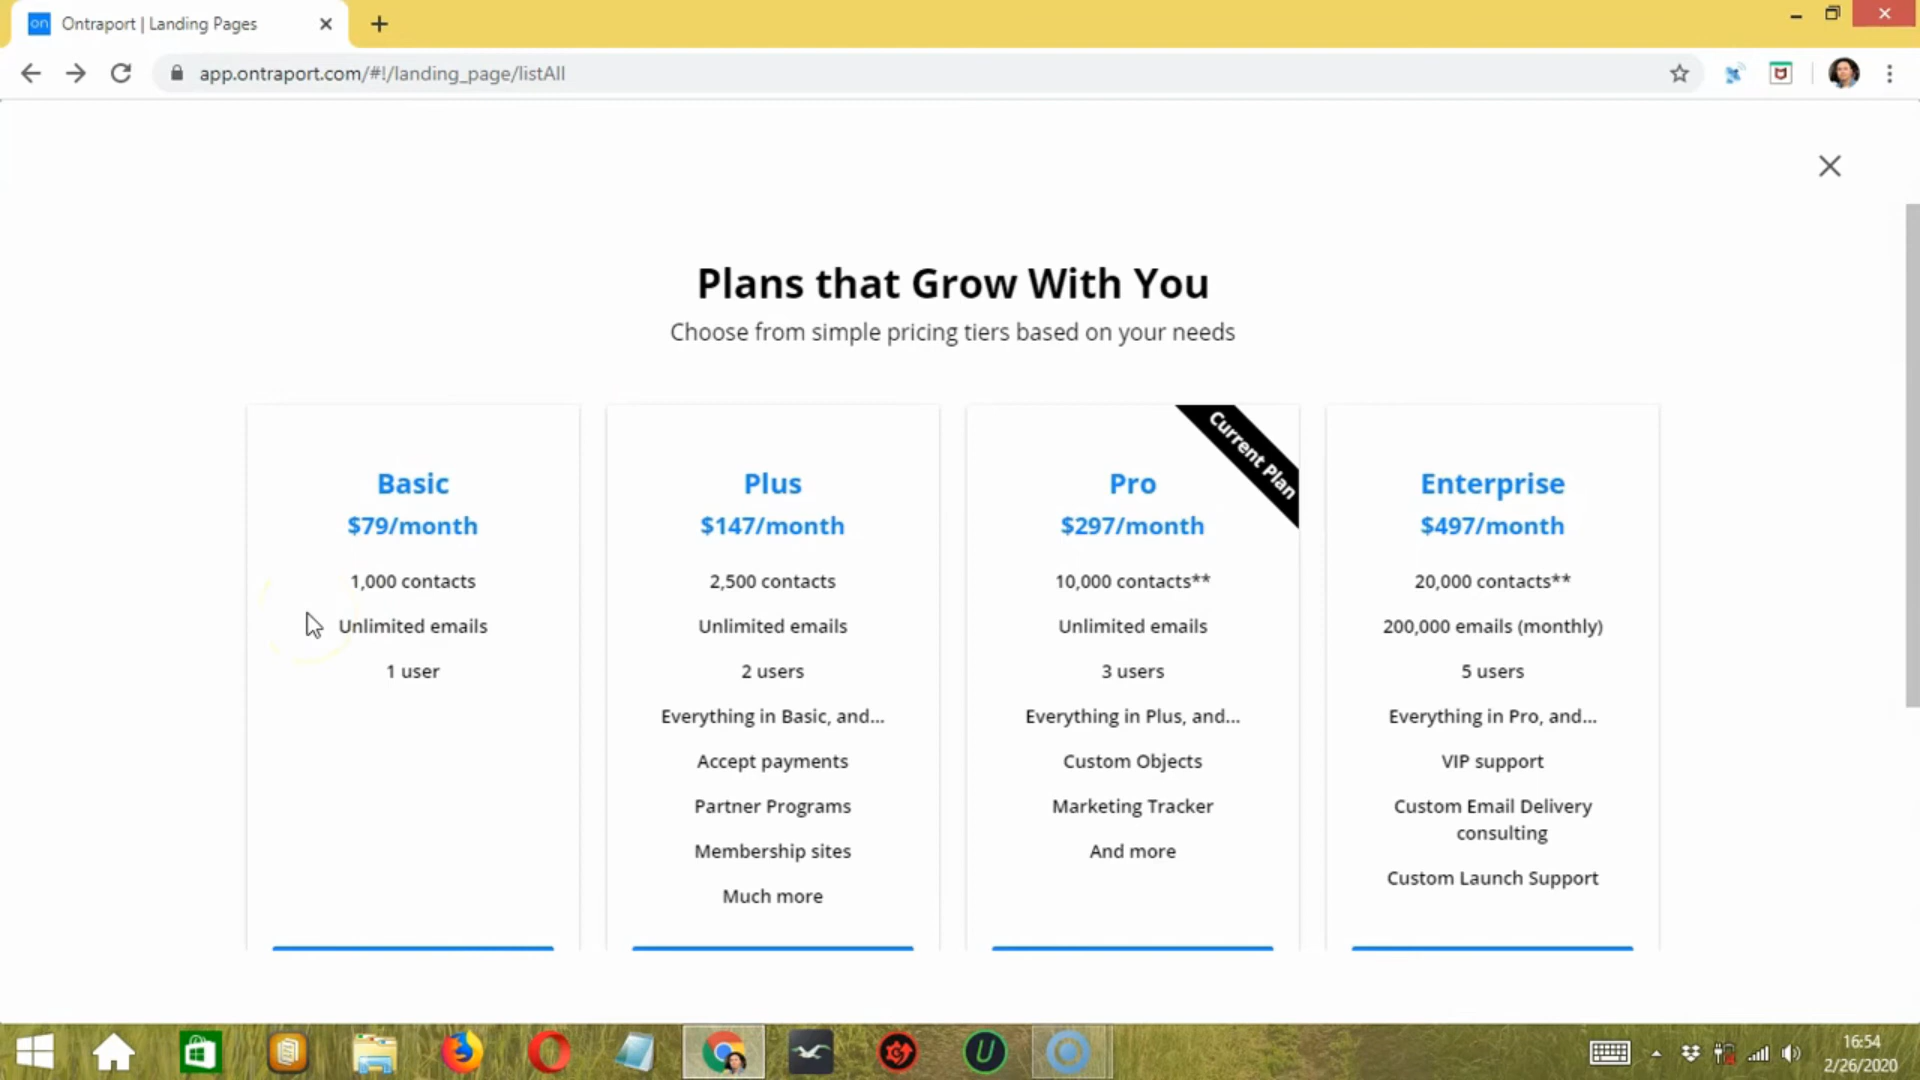 on Ontraport | Landing Pages
app.ontraport.com/#!/landing_page/listAll
Plans that Grow With You
Choose from simple pricing tiers based on your needs
Basic
$79/month
1,000 contacts
Unlimited emails
1 user
Plus
$147/month
2,500 contacts
Unlimited emails
2 users
Everything in Basic, and...
Accept payments
Partner Programs
Membership sites
Much more
Current Plan
Pro
$297/month
10,000 contacts**
Unlimited emails
3 users
Everything in Plus, and...
Custom Objects
Marketing Tracker
And more
Enterprise
$497/month
20,000 contacts**
200,000 emails (monthly)
5 users
Everything in Pro, and...
VIP support
Custom Email Delivery
consulting
Custom Launch Support
16:54
2/26/2020